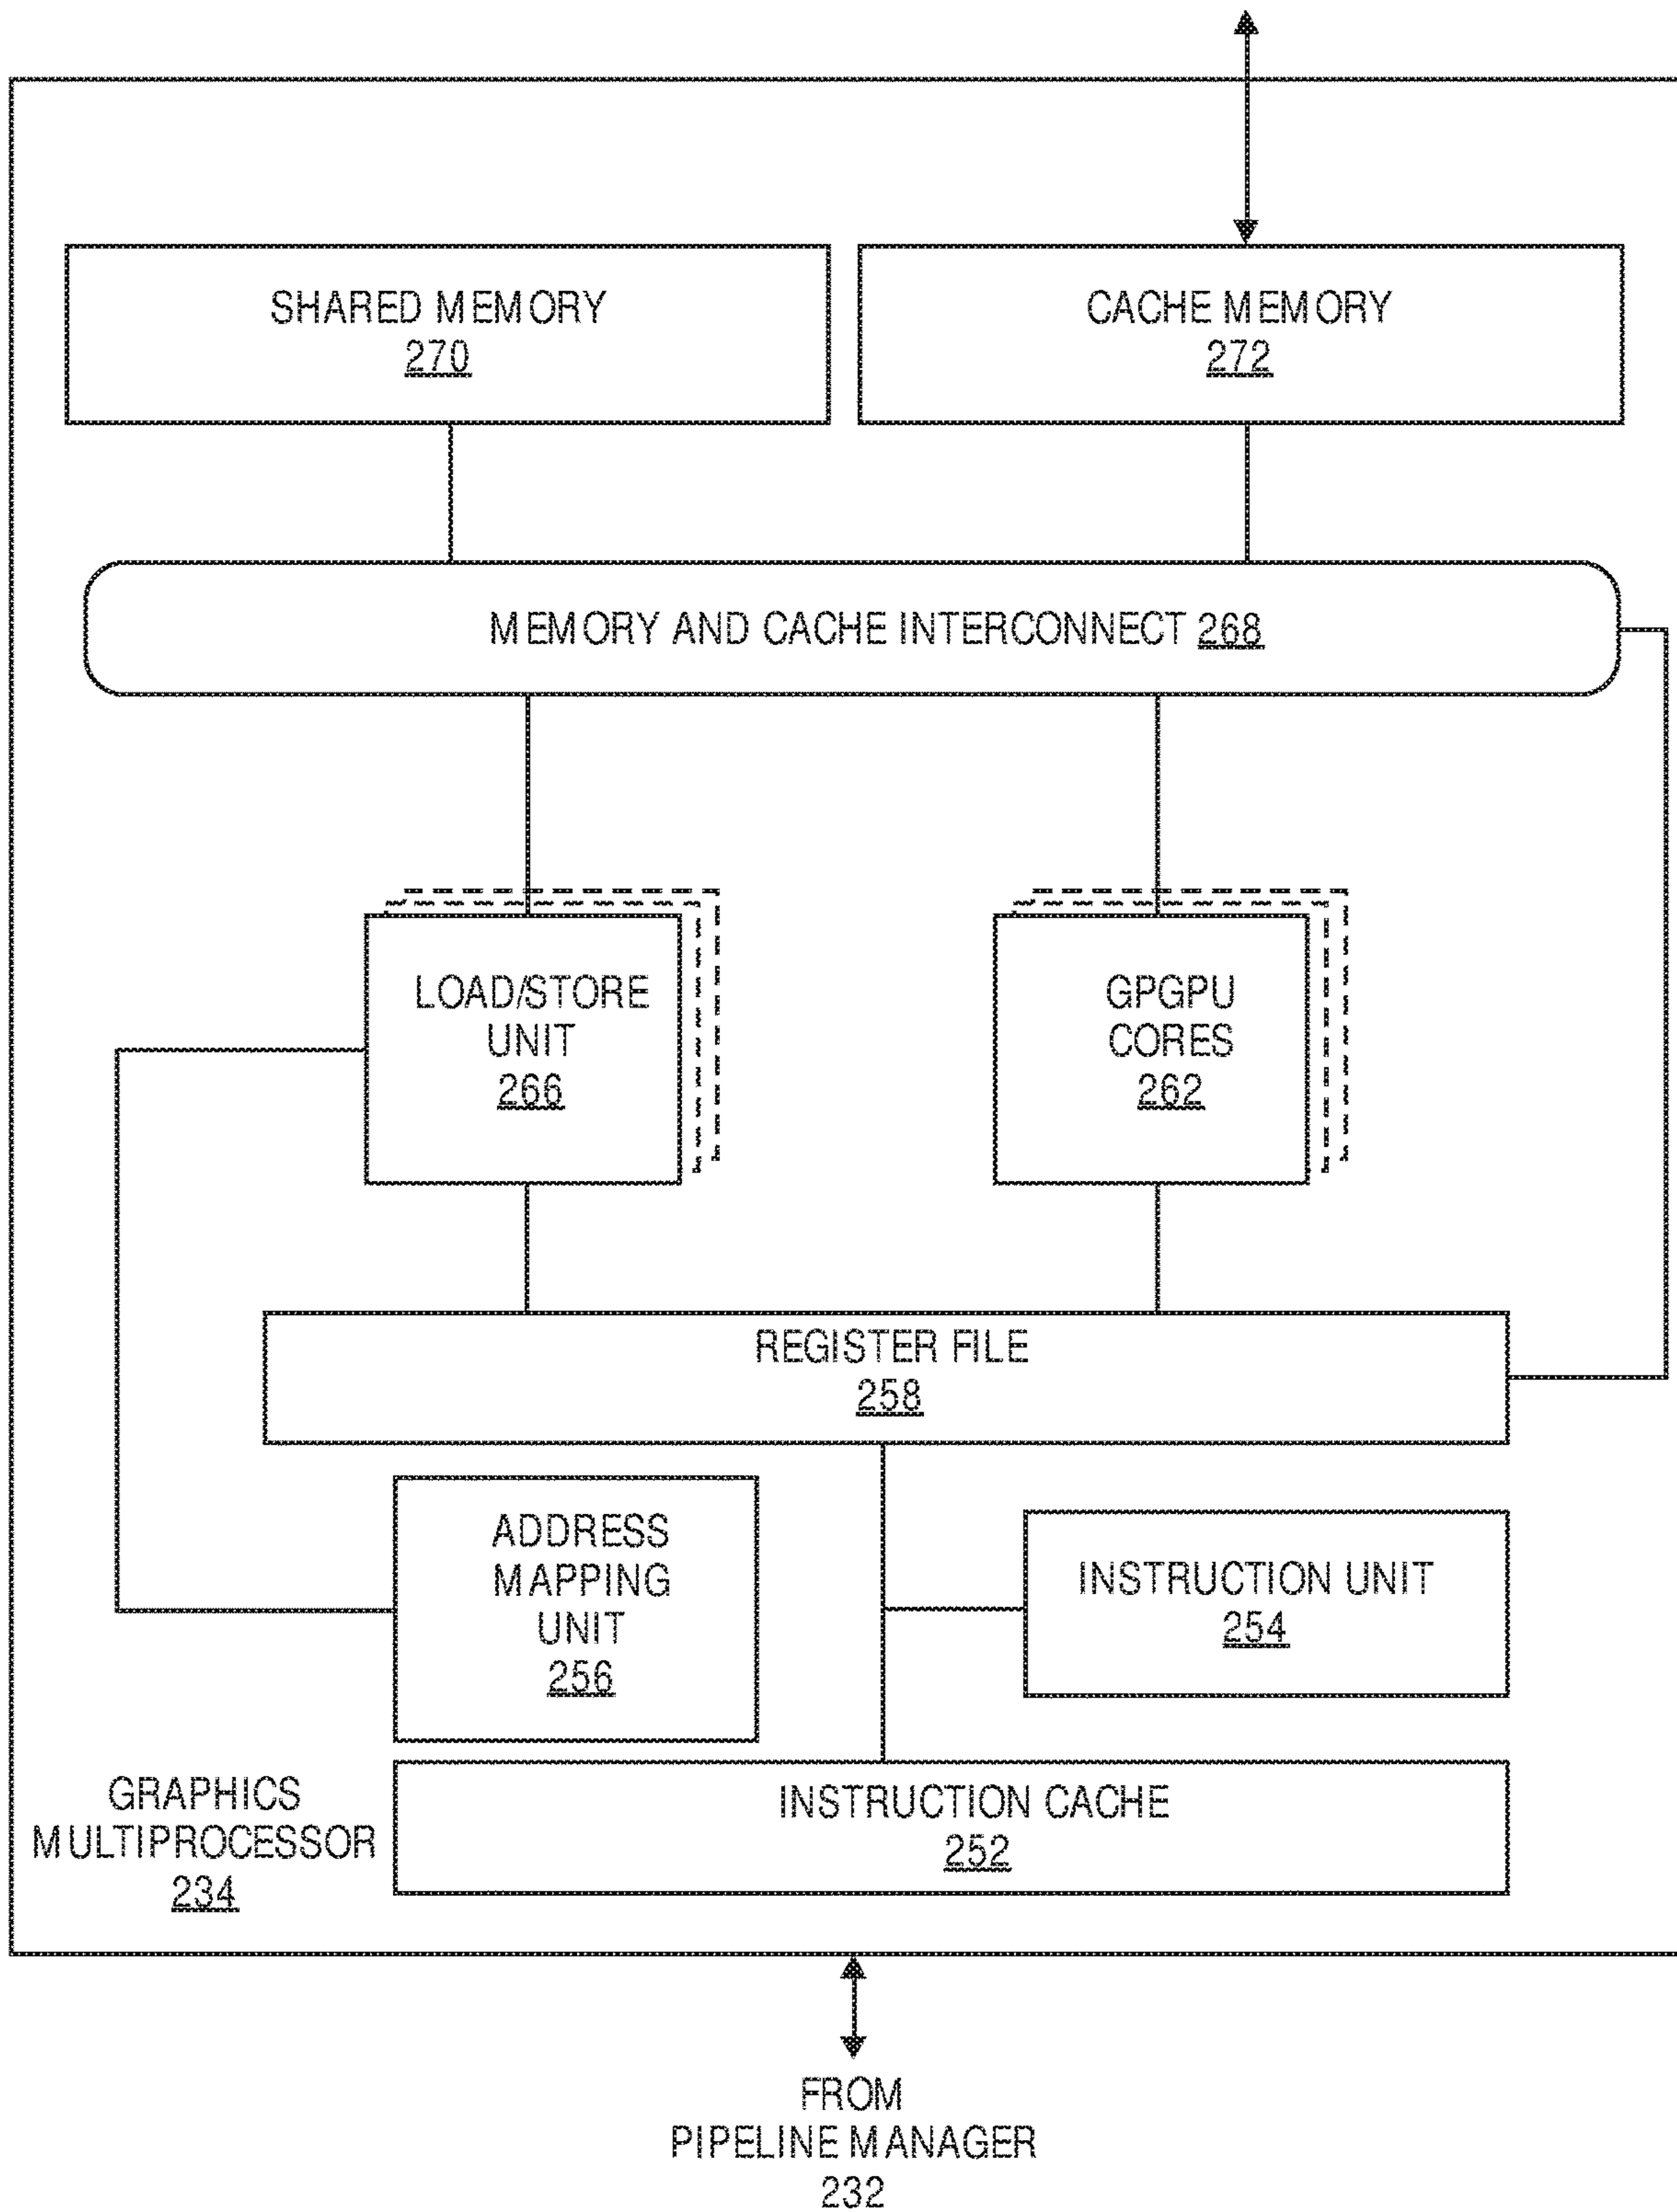 SHARED MEMORY
270
CACHE MEMORY
272
MEMORY AND CACHE INTERCONNECT 268
LOAD/STORE
UNIT
266
GPGPU
CORES
262
REGISTER FILE
258
ADDRESS
MAPPING
UNIT
256
INSTRUCTION UNIT
254
INSTRUCTION CACHE
252
GRAPHICS
MULTIPROCESSOR
234
FROM
PIPELINE MANAGER
232